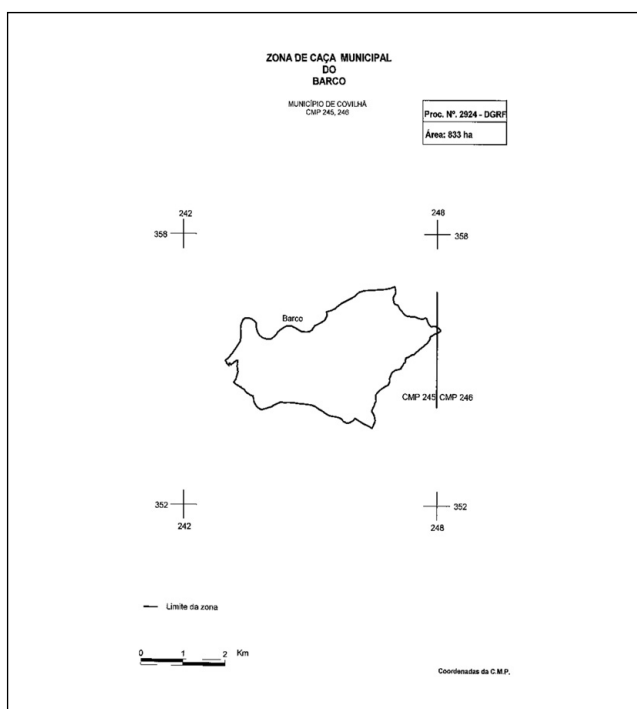 ZONA DE CAÇA MUNICIPAL
DO
BARCO
MUNICÍPIO DE COVILHÃ
CMP 245, 246
Proc. Nº. 2924 - DGRF
Área: 833 ha
242
358
248
358
Barco
CMP 245
CMP 246
352
242
352
248
Limite da zona
0 1 2 Km
Coordenadas da C.M.P.